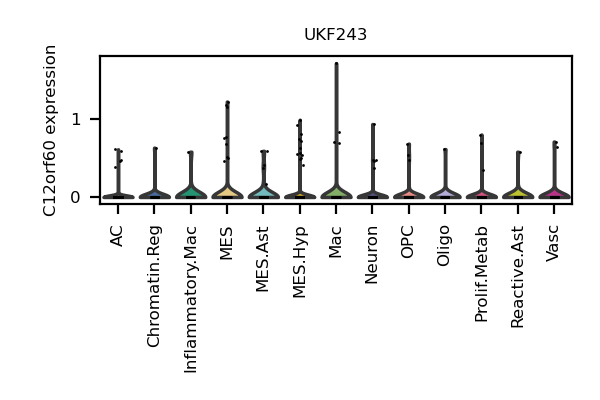 UKF243
C12orf60 expression
1
0
AC
Chromatin.Reg
Inflammatory.Mac
MES
MES.Ast
MES.Hyp
Mac
Neuron
OPC
Oligo
Prolif.Metab
Reactive.Ast
Vasc